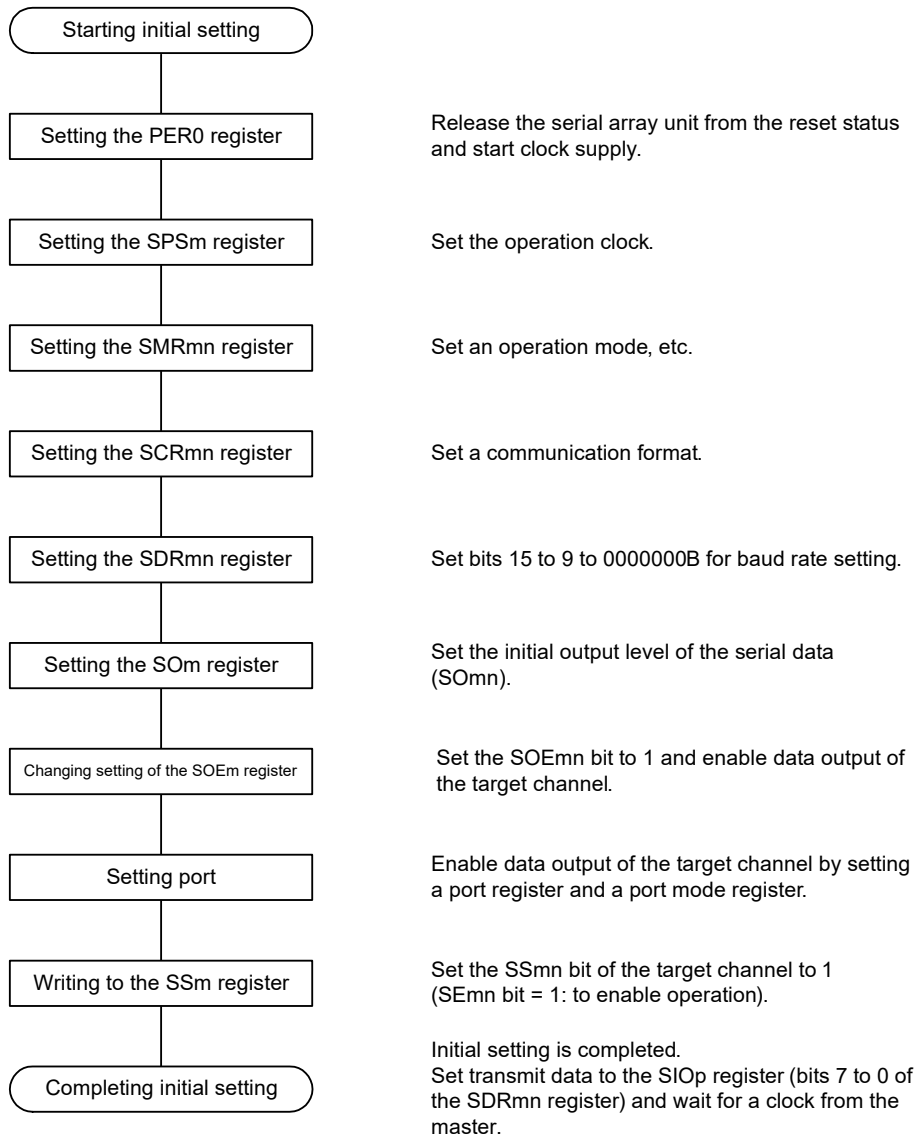 Starting initial setting
Setting the PER0 register
Release the serial array unit from the reset status
and start clock supply.
Setting the SPSm register
Set the operation clock.
Setting the SMRmn register
Set an operation mode, etc.
Setting the SCRmn register
Set a communication format.
Setting the SDRmn register
Set bits 15 to 9 to 0000000B for baud rate setting.
Setting the SOm register
Set the initial output level of the serial data
(SOmn).
Changing setting of the SOEm register
Set the SOEmn bit to 1 and enable data output of
the target channel.
Setting port
Enable data output of the target channel by setting
a port register and a port mode register.
Writing to the SSm register
Set the SSmn bit of the target channel to 1
(SEmn bit = 1: to enable operation).
Completing initial setting
Initial setting is completed.
Set transmit data to the SIOp register (bits 7 to 0 of
the SDRmn register) and wait for a clock from the
master.